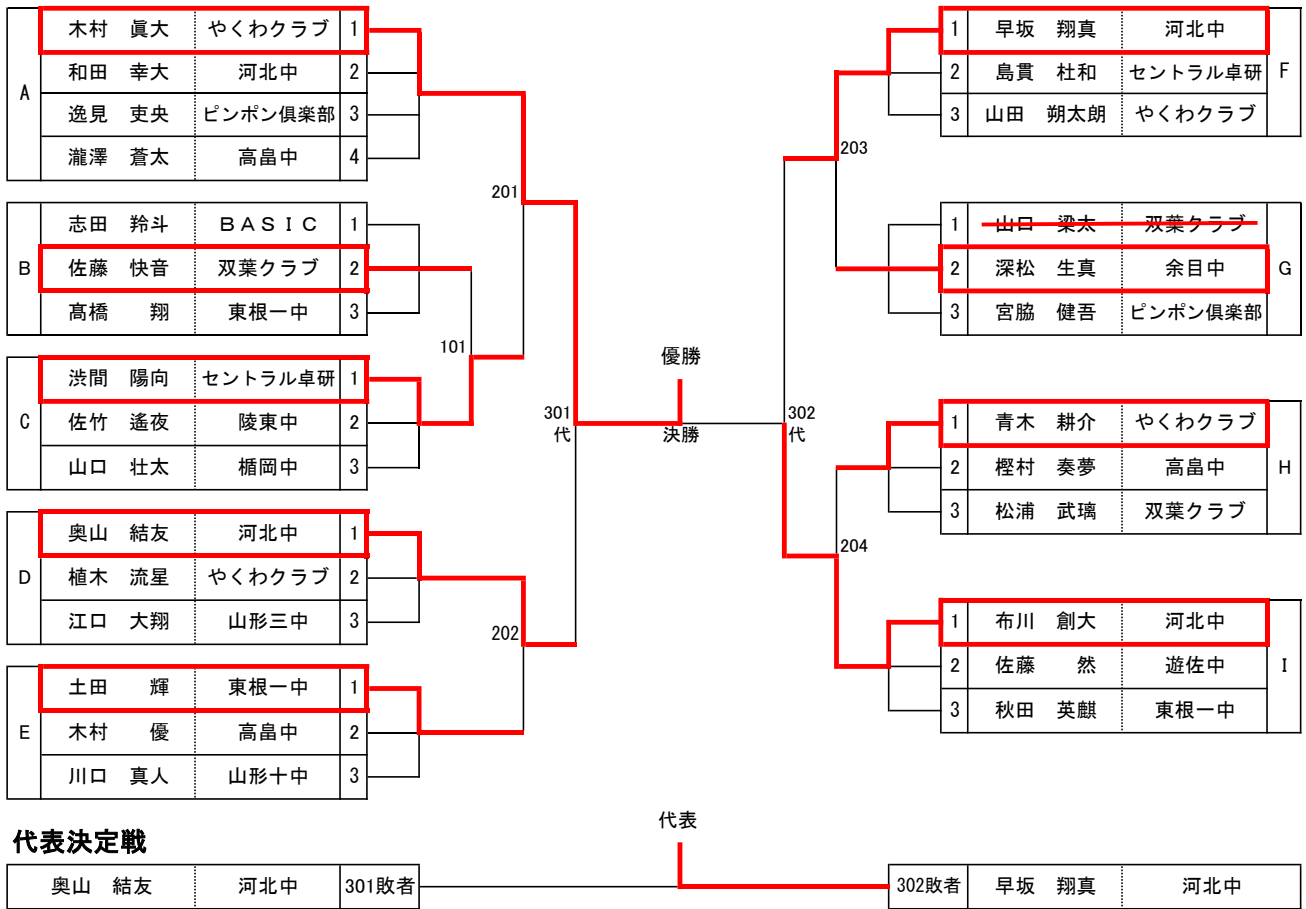 A
木村 眞大 やくわクラブ 1
和田 幸大 河北中 2
逸見 吏央 ピンポン倶楽部 3
瀧澤 蒼太 高畠中 4
B
志田 羚斗 BASIC 1
佐藤 快音 双葉クラブ 2
髙橋 翔 東根一中 3
C
渋間 陽向 セントラル卓研 1
佐竹 遙夜 陵東中 2
山口 壮太 楯岡中 3
D
奥山 結友 河北中 1
植木 流星 やくわクラブ 2
江口 大翔 山形三中 3
E
土田 輝 東根一中 1
木村 優 高畠中 2
川口 真人 山形十中 3
101
201
202
301
代
優勝
決勝
302
代
203
204
1 早坂 翔真 河北中
2 島貫 杜和 セントラル卓研
3 山田 朔太朗 やくわクラブ
F
1 山口 梁太 双葉クラブ
2 深松 生真 余目中
3 宮脇 健吾 ピンポン倶楽部
G
1 青木 耕介 やくわクラブ
2 樫村 奏夢 高畠中
3 松浦 武璃 双葉クラブ
H
1 布川 創大 河北中
2 佐藤 然 遊佐中
3 秋田 英麒 東根一中
I
代表決定戦
代表
奥山 結友 河北中 301敗者
302敗者 早坂 翔真 河北中